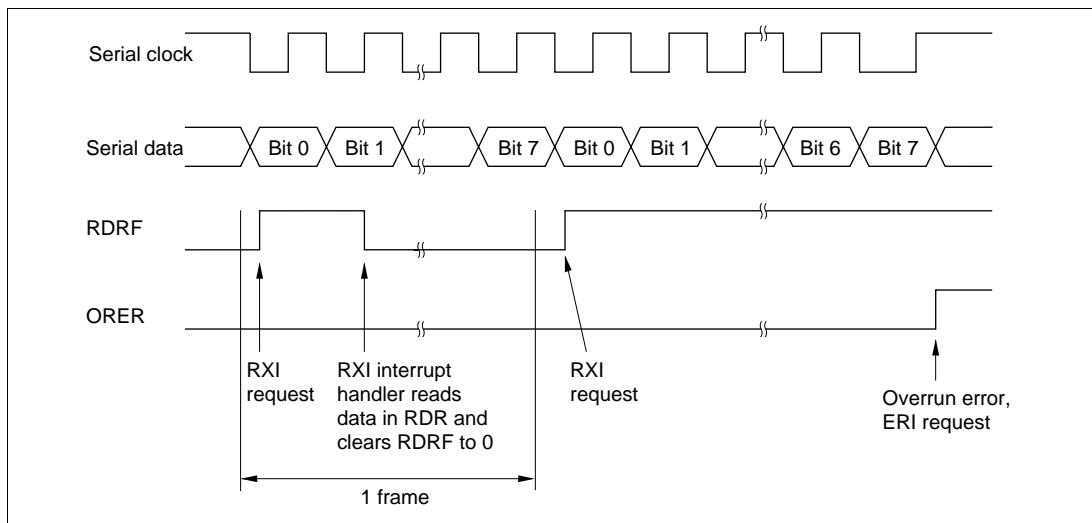 Serial clock
Serial data
Bit 0
Bit 1
Bit 7
Bit 0
Bit 1
Bit 6
Bit 7
RDRF
ORER
RXI
request
RXI interrupt
handler reads
data in RDR and
clears RDRF to 0
RXI
request
Overrun error,
ERI request
1 frame